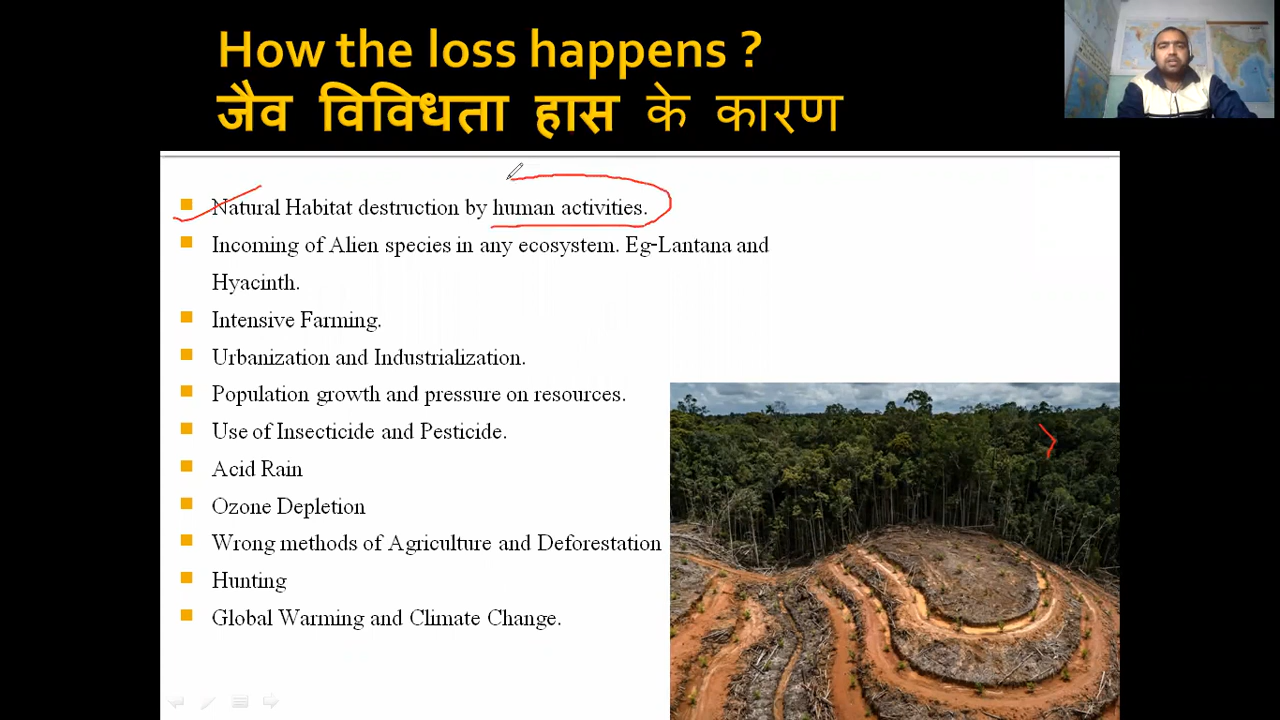 How the loss happens ?
जैव विविधता हास के कारण
Natural Habitat destruction by human activities.
Incoming of Alien species in any ecosystem. Eg-Lantana and
Hyacinth.
Intensive Farming.
Urbanization and Industrialization.
Population growth and pressure on resources.
Use of Insecticide and Pesticide.
Acid Rain
Ozone Depletion
Wrong methods of Agriculture and Deforestation
Hunting
Global Warming and Climate Change.